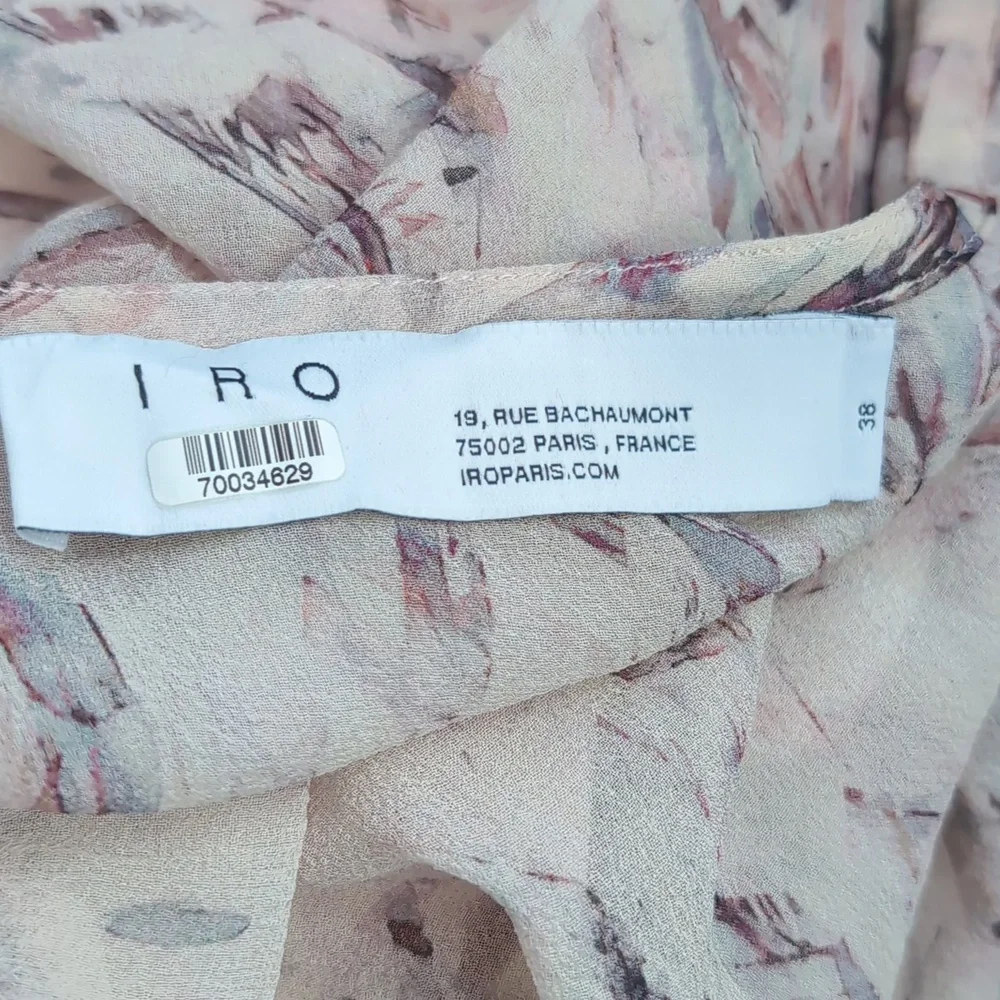 IRO
70034629
19, RUE BACHAUMONT
75002 PARIS, FRANCE
IROPARIS.COM
38